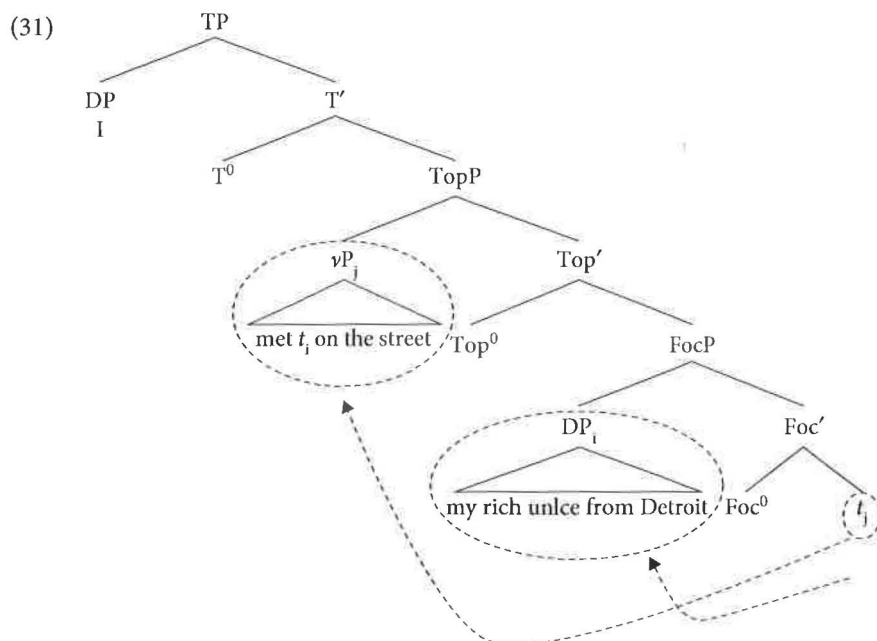 (31) TP
DP T′
I
T⁰ TopP
vPⱼ Top′
met tᵢ on the street Top⁰ FocP
DPᵢ Foc′
my rich unlce from Detroit Foc⁰ tⱼ